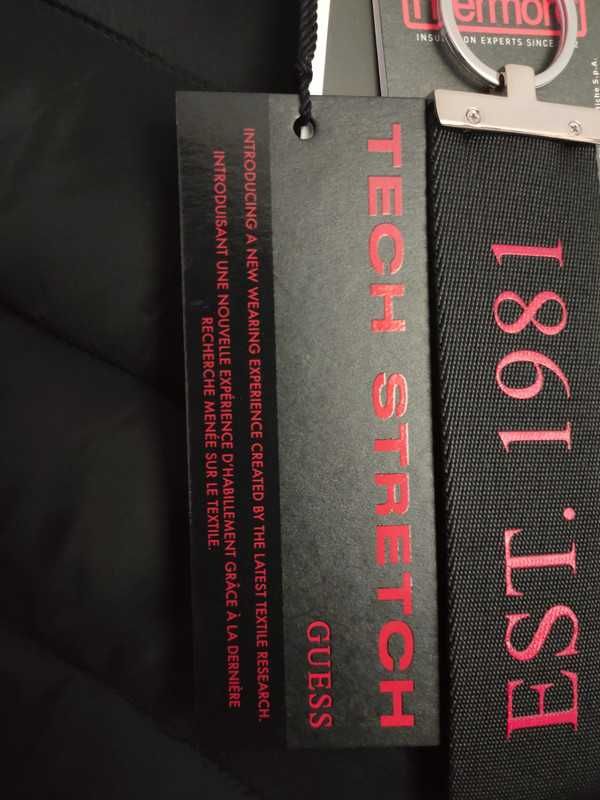 thermore
INSULATION EXPERTS SINCE
TECH STRETCH
GUESS
INTRODUCING A NEW WEARING EXPERIENCE CREATED BY THE LATEST TEXTILE RESEARCH.
INTRODUISANT UNE NOUVELLE EXPÉRIENCE D'HABILLEMENT GRÂCE À LA DERNIÈRE
RECHERCHE MENÉE SUR LE TEXTILE.
EST. 1981